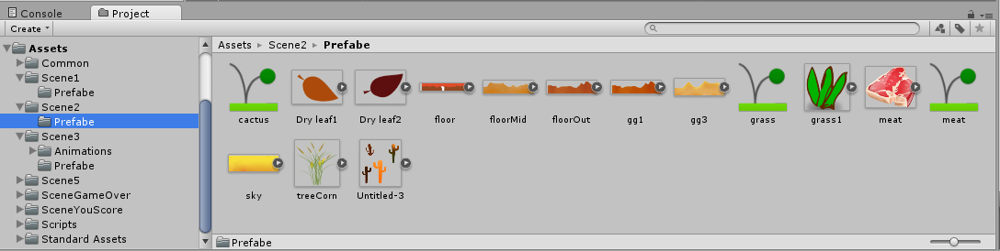 Console
Project
Create
Assets
Common
Scene1
Prefabe
Scene2
Prefabe
Scene3
Animations
Prefabe
Scene5
SceneGameOver
SceneYouScore
Scripts
Standard Assets
Assets Scene2 Prefabe
cactus Dry leaf1 Dry leaf2 floor floorMid floorOut gg1 gg3 grass grass1 meat meat
sky treeCorn Untitled-3
Prefabe